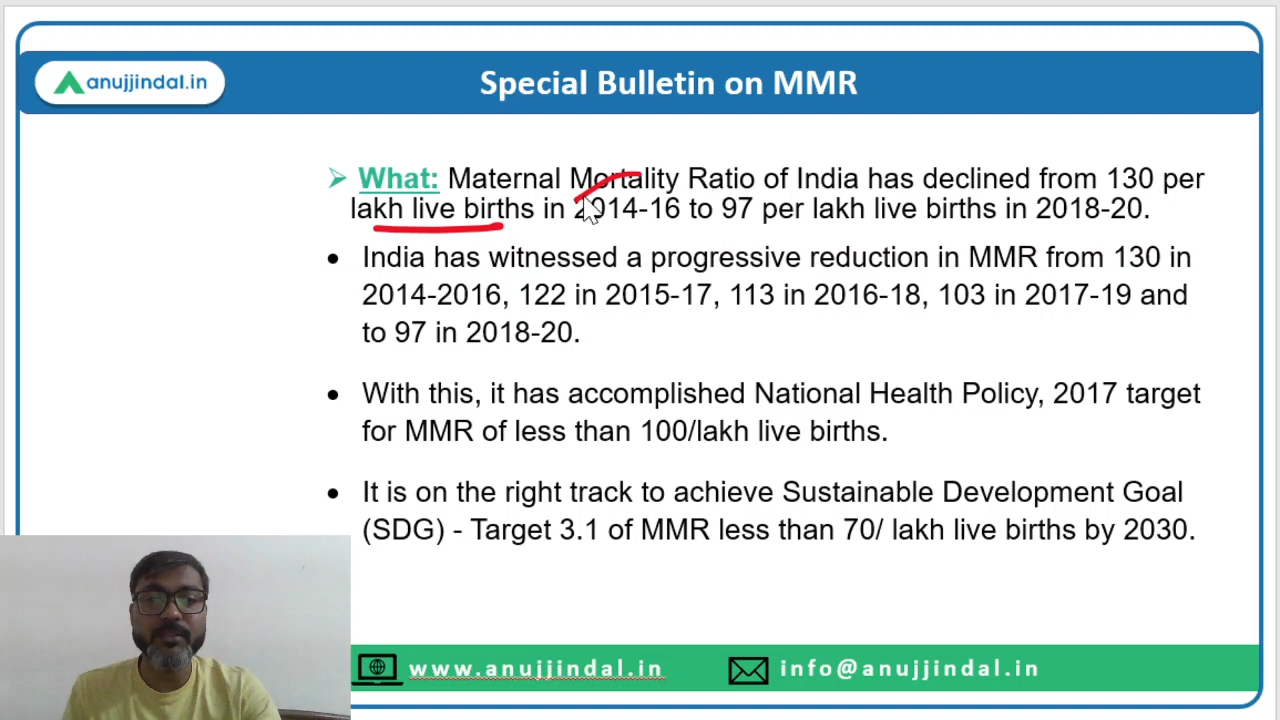 anujjindal.in
Special Bulletin on MMR
➢ What: Maternal Mortality Ratio of India has declined from 130 per
lakh live births in 2014-16 to 97 per lakh live births in 2018-20.
• India has witnessed a progressive reduction in MMR from 130 in
2014-2016, 122 in 2015-17, 113 in 2016-18, 103 in 2017-19 and
to 97 in 2018-20.
• With this, it has accomplished National Health Policy, 2017 target
for MMR of less than 100/lakh live births.
• It is on the right track to achieve Sustainable Development Goal
(SDG) - Target 3.1 of MMR less than 70/ lakh live births by 2030.
www.anujjindal.in
info@anujjindal.in